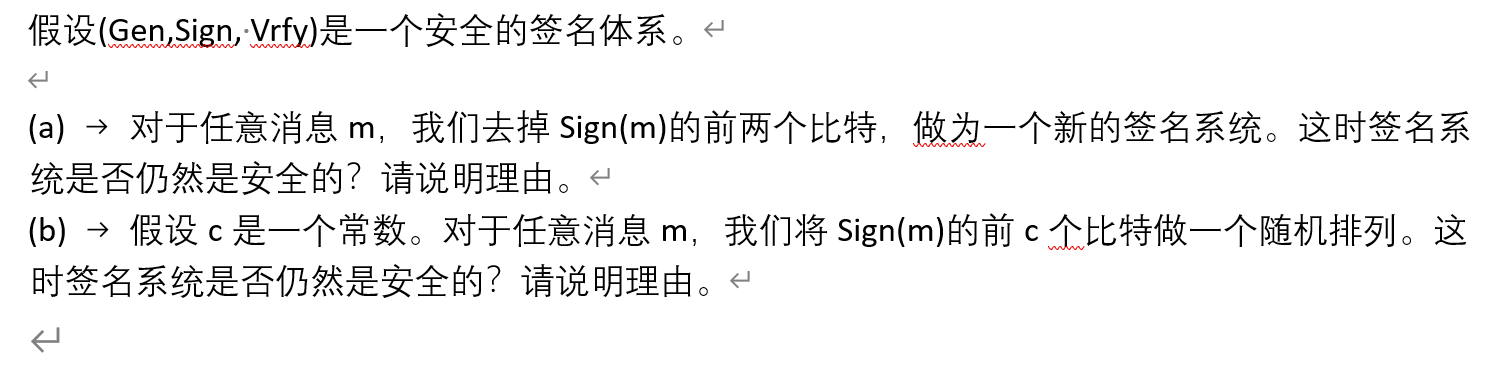 假设(Gen,Sign, Vrfy)是一个安全的签名体系。
(a) → 对于任意消息 m，我们去掉 Sign(m)的前两个比特，做为一个新的签名系统。这时签名系
统是否仍然是安全的？请说明理由。
(b) → 假设 c 是一个常数。对于任意消息 m，我们将 Sign(m)的前 c 个比特做一个随机排列。这
时签名系统是否仍然是安全的？请说明理由。